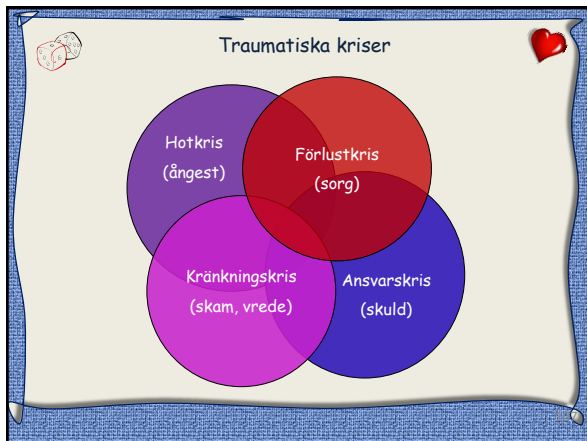 Traumatiska kriser
Hotkris
(ångest)
Förlustkris
(sorg)
Kränkningskris
(skam, vrede)
Ansvarskris
(skuld)